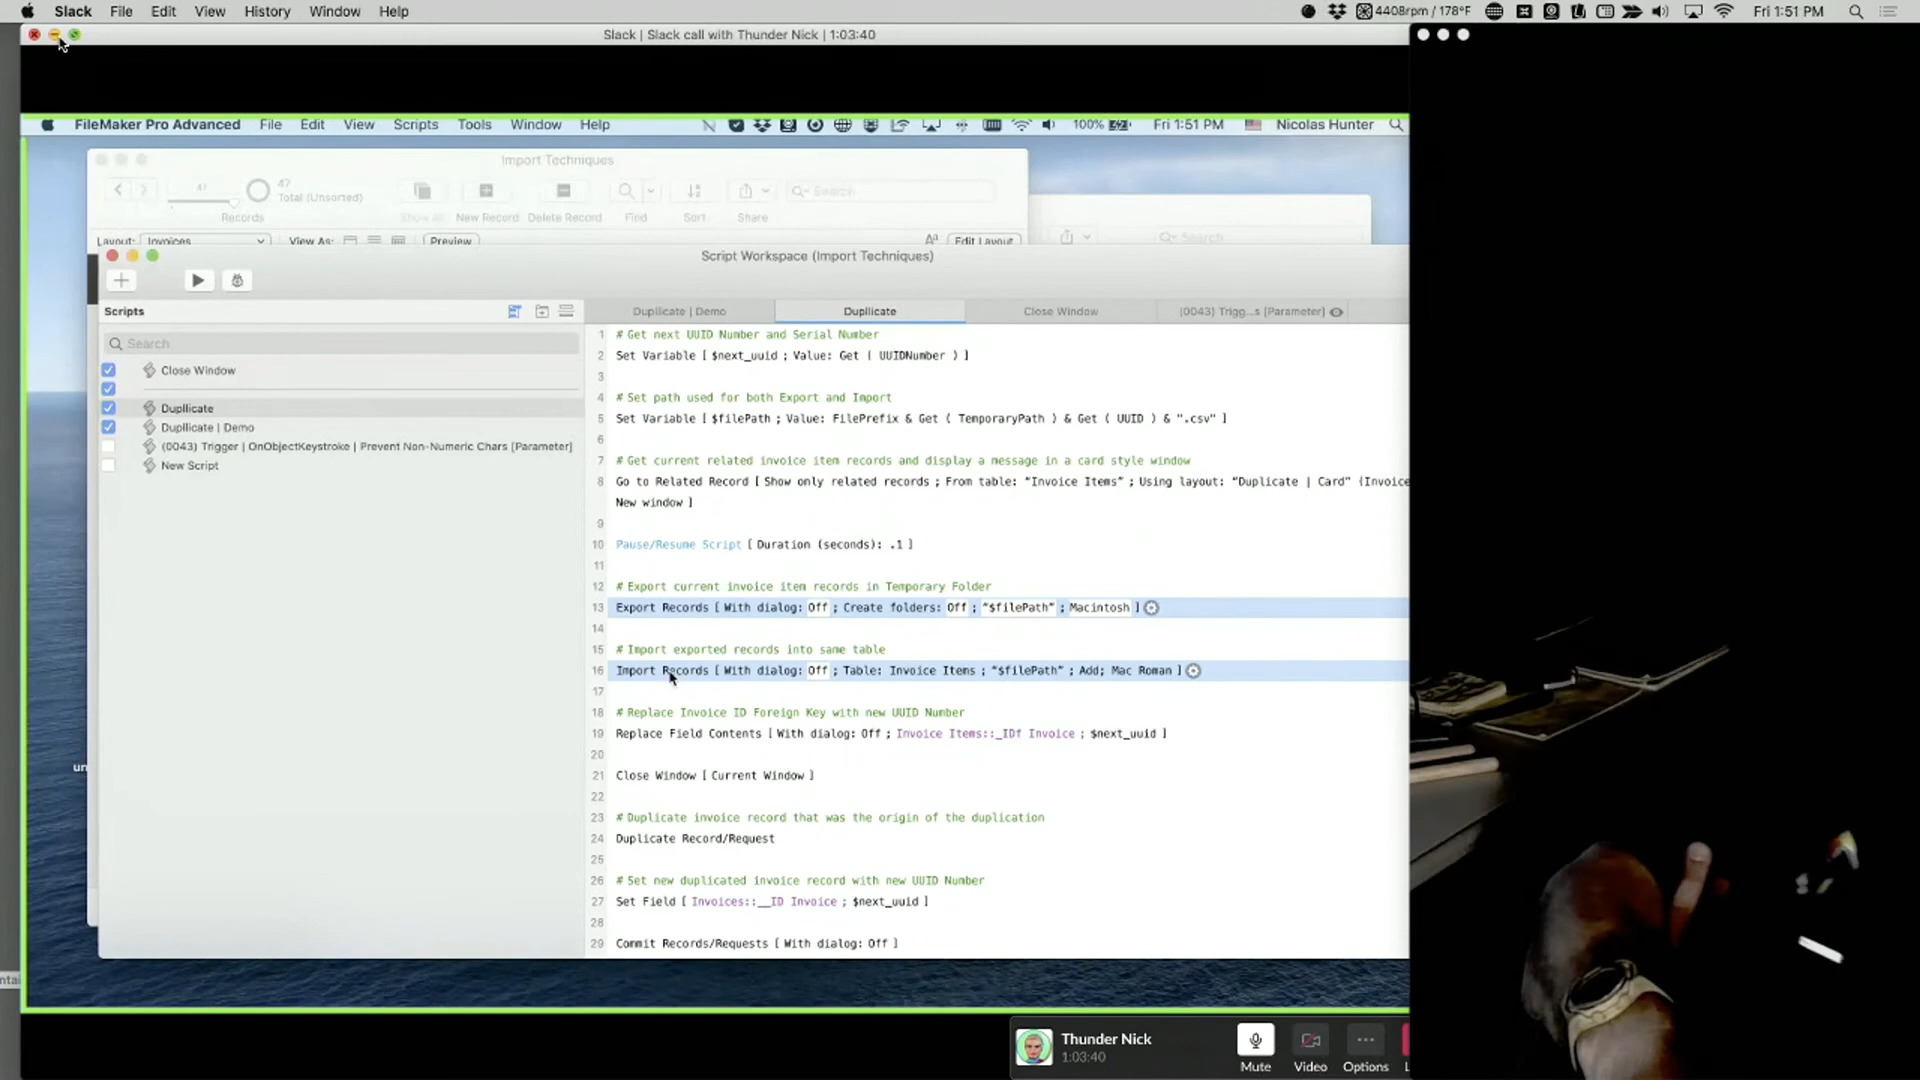 Slack File Edit View History Window Help 4408rpm / 178°F Fri 1:51 PM
Slack | Slack call with Thunder Nick | 1:03:40
FileMaker Pro Advanced File Edit View Scripts Tools Window Help 100% Fri 1:51 PM Nicolas Hunter
Import Techniques
47 47
Total (Unsorted)
Search
Records Show All New Record Delete Record Find Sort Share
Search
Layout: Invoices View As: Preview Aa Edit Layout
Script Workspace (Import Techniques)
Scripts
Search
Close Window
Dupllicate
Dupllicate | Demo
(0043) Trigger | OnObjectKeystroke | Prevent Non-Numeric Chars [Parameter]
New Script
Dupllicate | Demo Dupllicate Close Window (0043) Trigg...s [Parameter]
1 # Get next UUID Number and Serial Number
2 Set Variable [ $next_uuid ; Value: Get ( UUIDNumber ) ]
3
4 # Set path used for both Export and Import
5 Set Variable [ $filePath ; Value: FilePrefix & Get ( TemporaryPath ) & Get ( UUID ) & ".csv" ]
6
7 # Get current related invoice item records and display a message in a card style window
8 Go to Related Record [ Show only related records ; From table: “Invoice Items” ; Using layout: “Duplicate | Card” (Invoice
New window ]
9
10 Pause/Resume Script [ Duration (seconds): .1 ]
11
12 # Export current invoice item records in Temporary Folder
13 Export Records [ With dialog: Off ; Create folders: Off ; “$filePath” ; Macintosh ]
14
15 # Import exported records into same table
16 Import Records [ With dialog: Off ; Table: Invoice Items ; “$filePath” ; Add; Mac Roman ]
17
18 # Replace Invoice ID Foreign Key with new UUID Number
19 Replace Field Contents [ With dialog: Off ; Invoice Items::_IDf Invoice ; $next_uuid ]
20
21 Close Window [ Current Window ]
22
23 # Duplicate invoice record that was the origin of the duplication
24 Duplicate Record/Request
25
26 # Set new duplicated invoice record with new UUID Number
27 Set Field [ Invoices::__ID Invoice ; $next_uuid ]
28
29 Commit Records/Requests [ With dialog: Off ]
un
ntai
Thunder Nick
1:03:40
Mute Video Options L